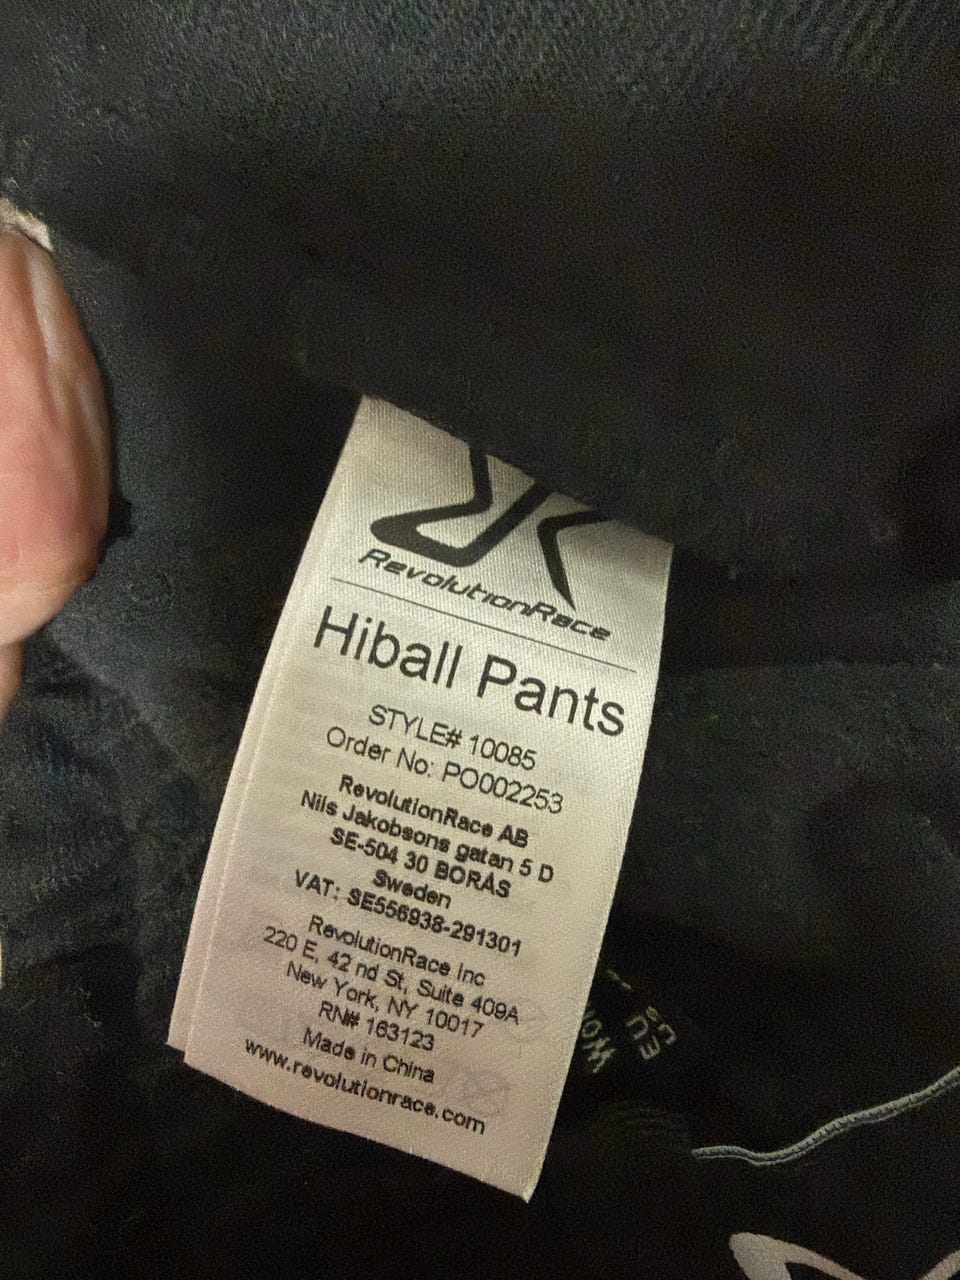 RevolutionRace
Hiball Pants
STYLE# 10085
Order No: PO002253
RevolutionRace AB
Nils Jakobsons gatan 5 D
SE-504 30 BORÅS
Sweden
VAT: SE556938-291301
RevolutionRace Inc
220 E, 42 nd St, Suite 409A
New York, NY 10017
RN# 163123
Made in China
www.revolutionrace.com
US
EU